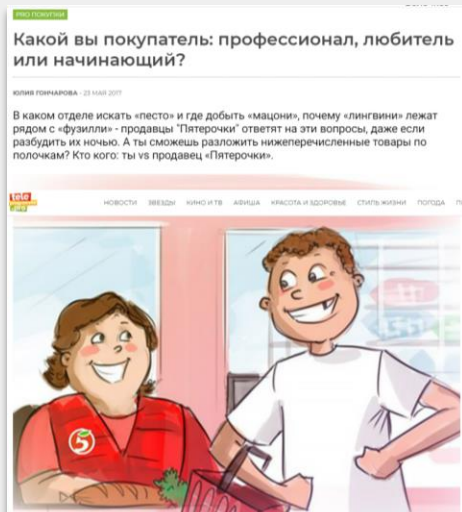 PRO ПОКУПКИ
Какой вы покупатель: профессионал, любитель
или начинающий?
ЮЛИЯ ГОНЧАРОВА - 23 МАЯ 2017
В каком отделе искать «песто» и где добыть «мацони», почему «лингвини» лежат
рядом с «фузилли» - продавцы "Пятерочки" ответят на эти вопросы, даже если
разбудить их ночью. А ты сможешь разложить нижеперечисленные товары по
полочкам? Кто кого: ты vs продавец «Пятерочки».
tele
НОВОСТИ ЗВЕЗДЫ КИНО И ТВ АФИША КРАСОТА И ЗДОРОВЬЕ СТИЛЬ ЖИЗНИ ПОГОДА
5